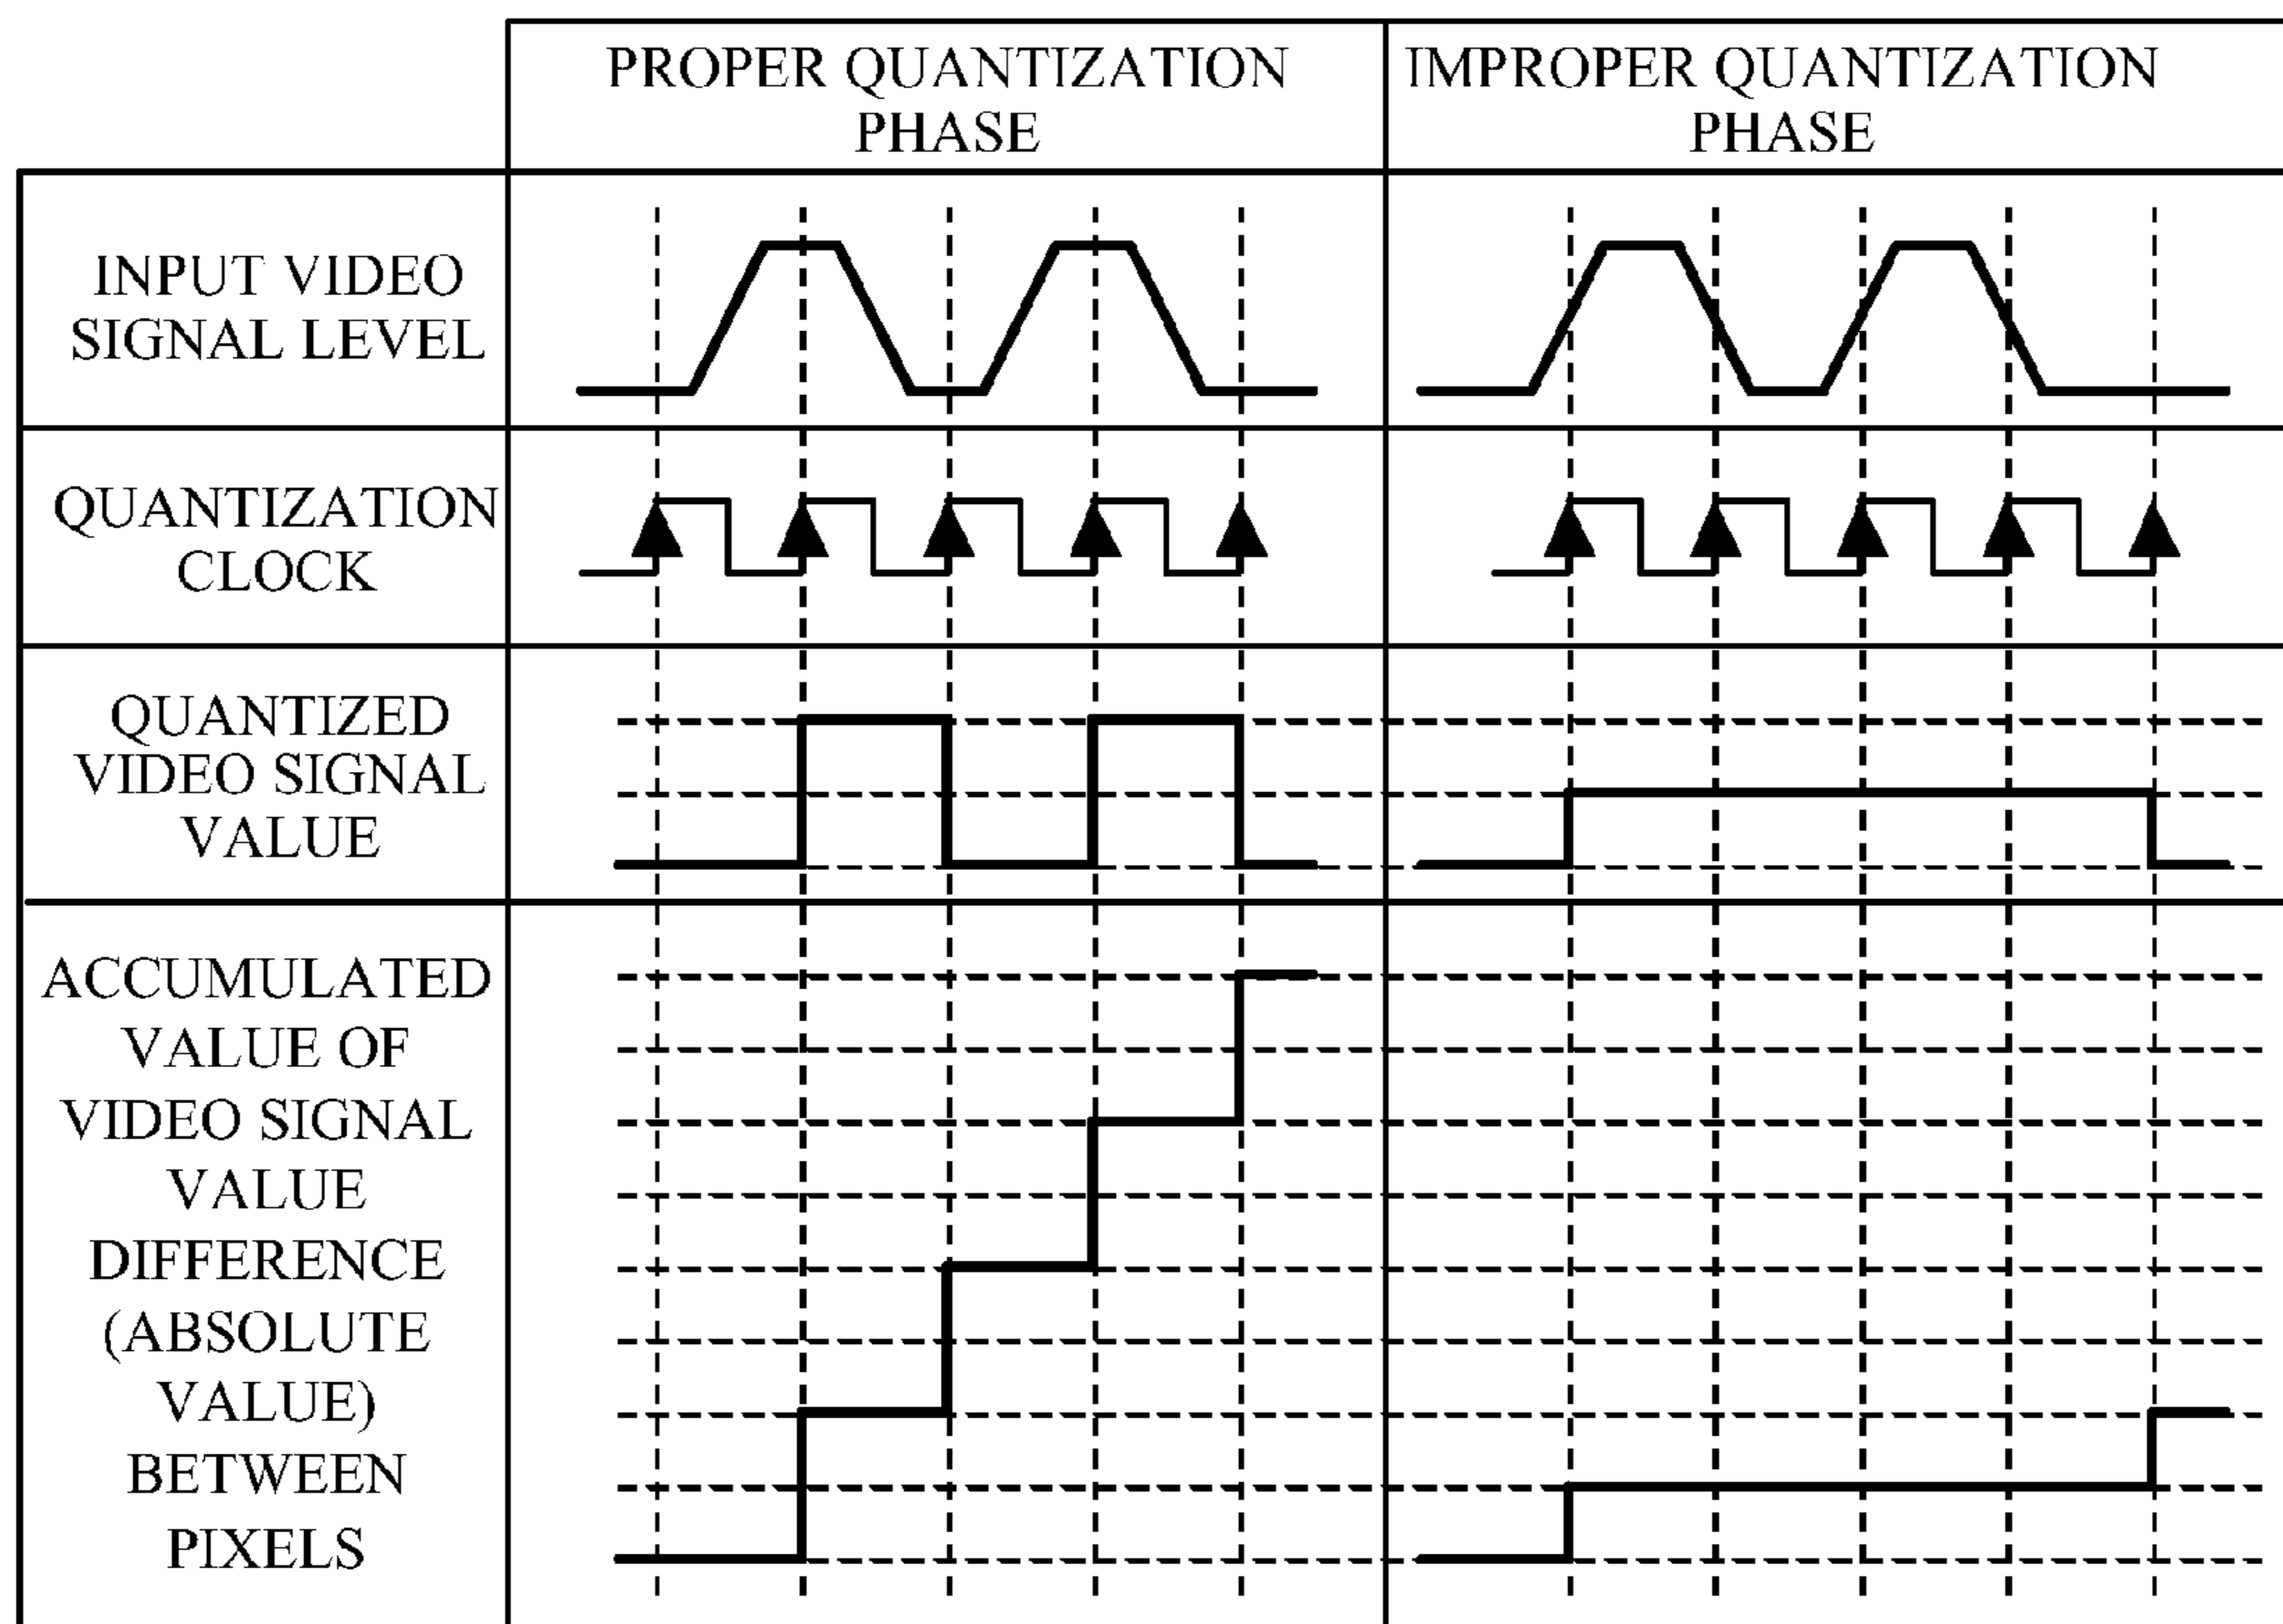 PROPER QUANTIZATION
PHASE
IMPROPER QUANTIZATION
PHASE
INPUT VIDEO
SIGNAL LEVEL
QUANTIZATION
CLOCK
QUANTIZED
VIDEO SIGNAL
VALUE
ACCUMULATED
VALUE OF
VIDEO SIGNAL
VALUE
DIFFERENCE
(ABSOLUTE
VALUE)
BETWEEN
PIXELS